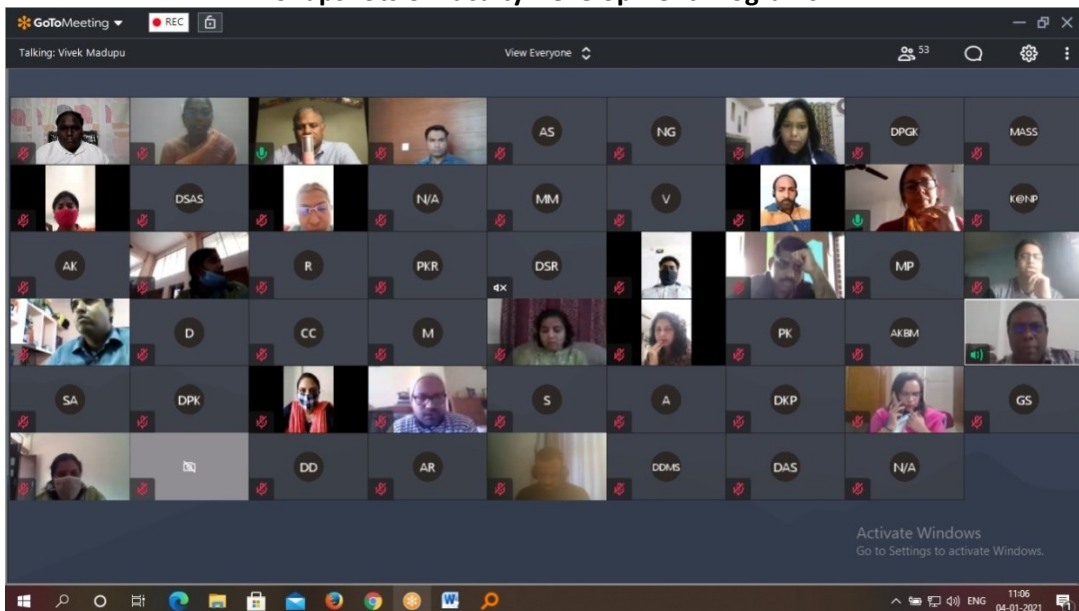 GoToMeeting
REC
Talking: Vivek Madupu
View Everyone
53
AS
NG
DPGK
MASS
DSAS
N/A
MM
V
K@NP
AK
R
PKR
DSR
MP
D
CC
M
PK
AKBM
SA
DPK
S
A
DKP
GS
DD
AR
DDMS
DAS
N/A
Activate Windows
Go to Settings to activate Windows.
ENG
11:06
04-01-2021